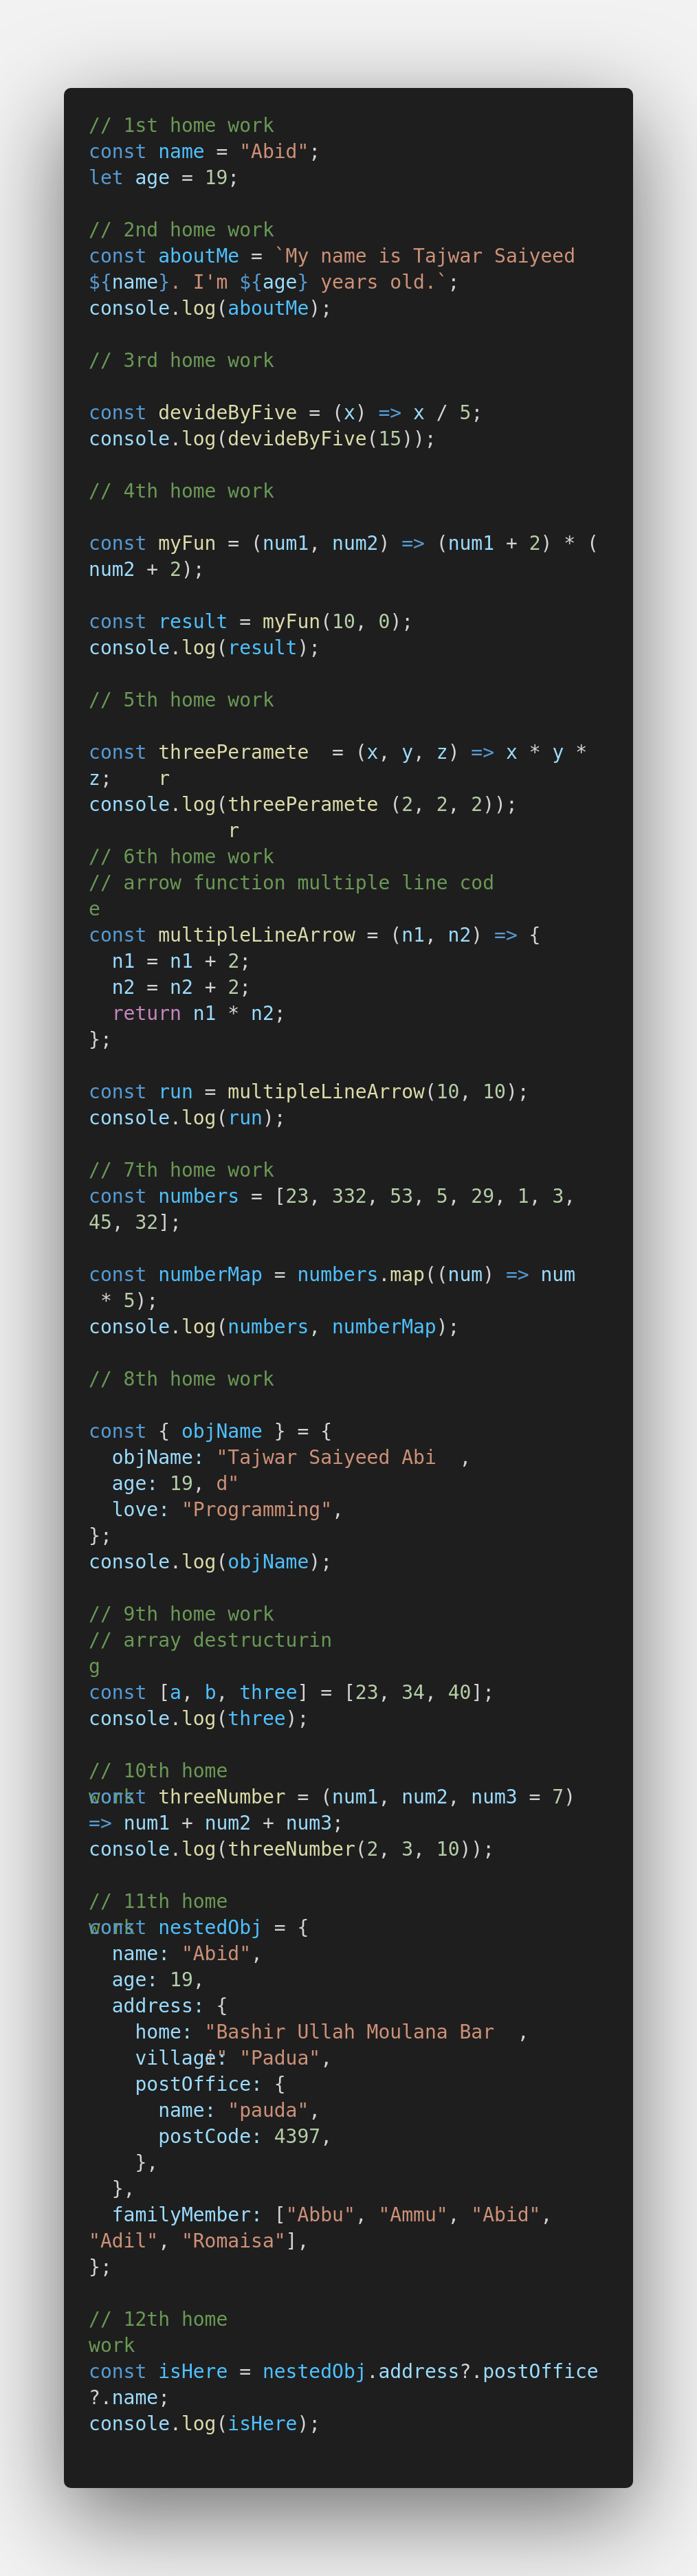 // 1st home work
const name = "Abid";
let age = 19;
// 2nd home work
const aboutMe = `My name is Tajwar Saiyeed
${name}. I'm ${age} years old.`;
console.log(aboutMe);
// 3rd home work
const devideByFive = (x) => x / 5;
console.log(devideByFive(15));
// 4th home work
const myFun = (num1, num2) => (num1 + 2) * (
num2 + 2);
const result = myFun(10, 0);
console.log(result);
// 5th home work
const threePeramete  = (x, y, z) => x * y *
z;    r
console.log(threePeramete (2, 2, 2));
r
// 6th home work
// arrow function multiple line cod
e
const multipleLineArrow = (n1, n2) => {
  n1 = n1 + 2;
  n2 = n2 + 2;
  return n1 * n2;
};
const run = multipleLineArrow(10, 10);
console.log(run);
// 7th home work
const numbers = [23, 332, 53, 5, 29, 1, 3,
45, 32];
const numberMap = numbers.map((num) => num
 * 5);
console.log(numbers, numberMap);
// 8th home work
const { objName } = {
  objName: "Tajwar Saiyeed Abi  ,
  age: 19, d"
  love: "Programming",
};
console.log(objName);
// 9th home work
// array destructurin
g
const [a, b, three] = [23, 34, 40];
console.log(three);
// 10th home
work
const threeNumber = (num1, num2, num3 = 7)
=> num1 + num2 + num3;
console.log(threeNumber(2, 3, 10));
// 11th home
work
const nestedObj = {
  name: "Abid",
  age: 19,
  address: {
    home: "Bashir Ullah Moulana Bar  ,
i"
    village: "Padua",
    postOffice: {
      name: "pauda",
      postCode: 4397,
    },
  },
  familyMember: ["Abbu", "Ammu", "Abid",
"Adil", "Romaisa"],
};
// 12th home
work
const isHere = nestedObj.address?.postOffice
?.name;
console.log(isHere);